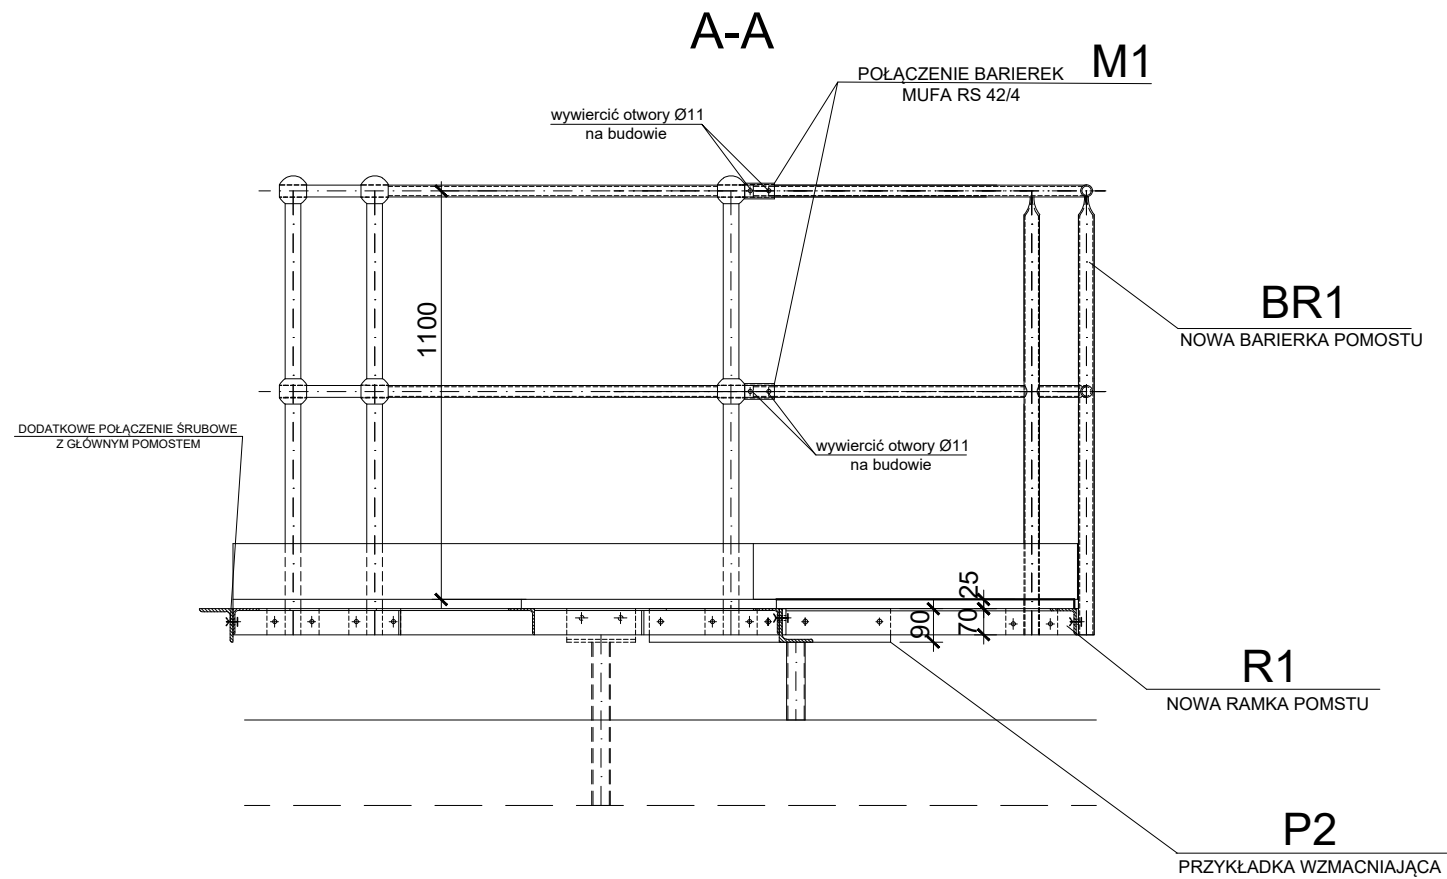 A-A
POŁĄCZENIE BARIEREK
MUFA RS 42/4
M1
wywiercić otwory Ø11
na budowie
1100
BR1
NOWA BARIERKA POMOSTU
DODATKOWE POŁĄCZENIE ŚRUBOWE
Z GŁÓWNYM POMOSTEM
wywiercić otwory Ø11
na budowie
25
70
90
R1
NOWA RAMKA POMSTU
P2
PRZYKŁADKA WZMACNIAJĄCA